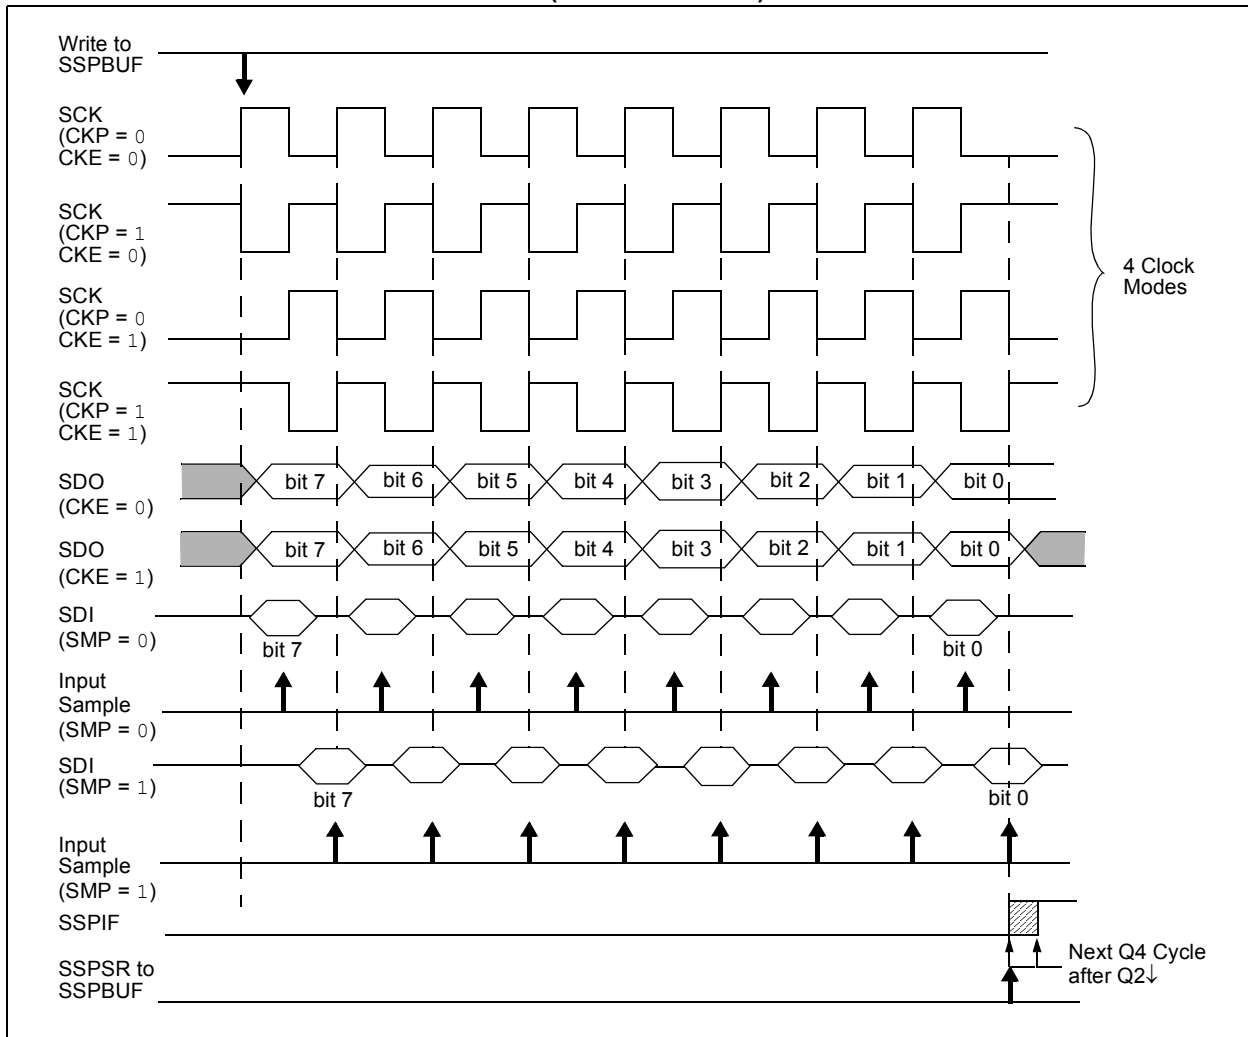 Write to
SSPBUF
SCK
(CKP = 0
CKE = 0)
SCK
(CKP = 1
CKE = 0)
4 Clock
Modes
SCK
(CKP = 0
CKE = 1)
SCK
(CKP = 1
CKE = 1)
SDO
(CKE = 0)
bit 7 bit 6 bit 5 bit 4 bit 3 bit 2 bit 1 bit 0
SDO
(CKE = 1)
bit 7 bit 6 bit 5 bit 4 bit 3 bit 2 bit 1 bit 0
SDI
(SMP = 0)
bit 7 bit 0
Input
Sample
(SMP = 0)
SDI
(SMP = 1)
bit 7 bit 0
Input
Sample
(SMP = 1)
SSPIF
Next Q4 Cycle
after Q2↓
SSPSR to
SSPBUF